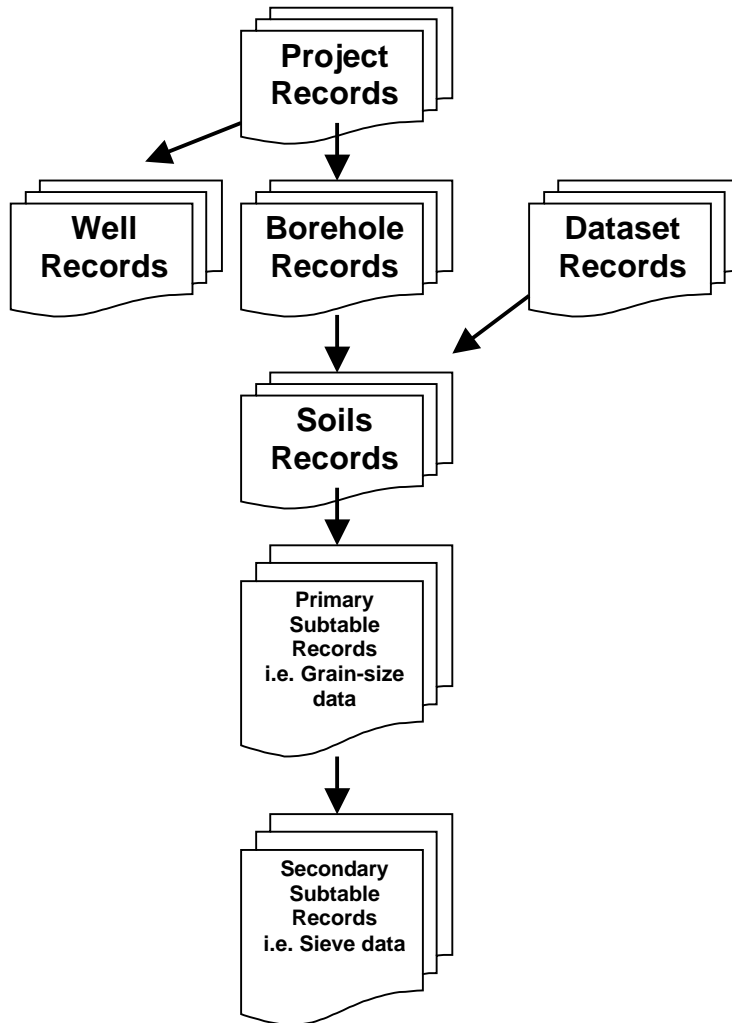 Project
Records
Well
Records
Borehole
Records
Dataset
Records
Soils
Records
Primary
Subtable
Records
i.e. Grain-size
data
Secondary
Subtable
Records
i.e. Sieve data